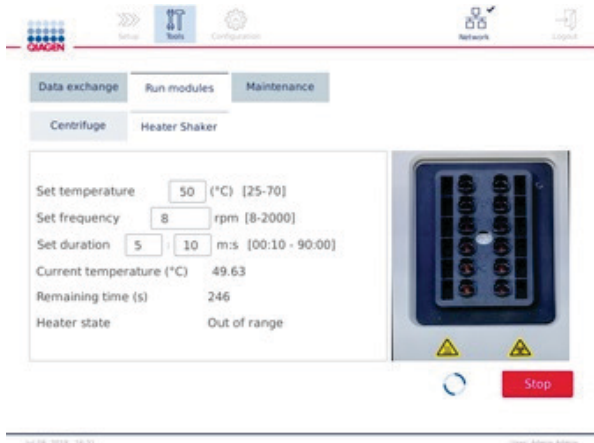 Setup Tools Configuration Network Logout
QIAGEN
Data exchange Run modules Maintenance
Centrifuge Heater Shaker
Set temperature 50 (°C) [25-70]
Set frequency 8 rpm [8-2000]
Set duration 5 : 10 m:s [00:10 - 90:00]
Current temperature (°C) 49.63
Remaining time (s) 246
Heater state Out of range
Stop